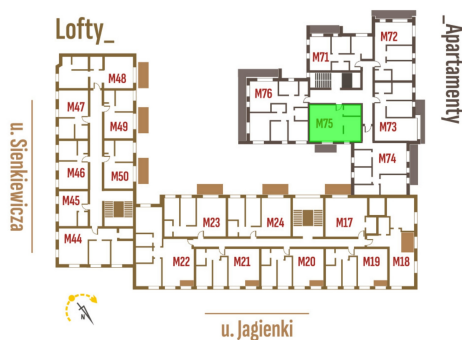 Lofty_
_Apartamenty
u. Sienkiewicza
M72
M71
M76
M75
M73
M74
M48
M47
M49
M46
M50
M45
M44
M23
M24
M17
M22
M21
M20
M19
M18
N
u. Jagienki